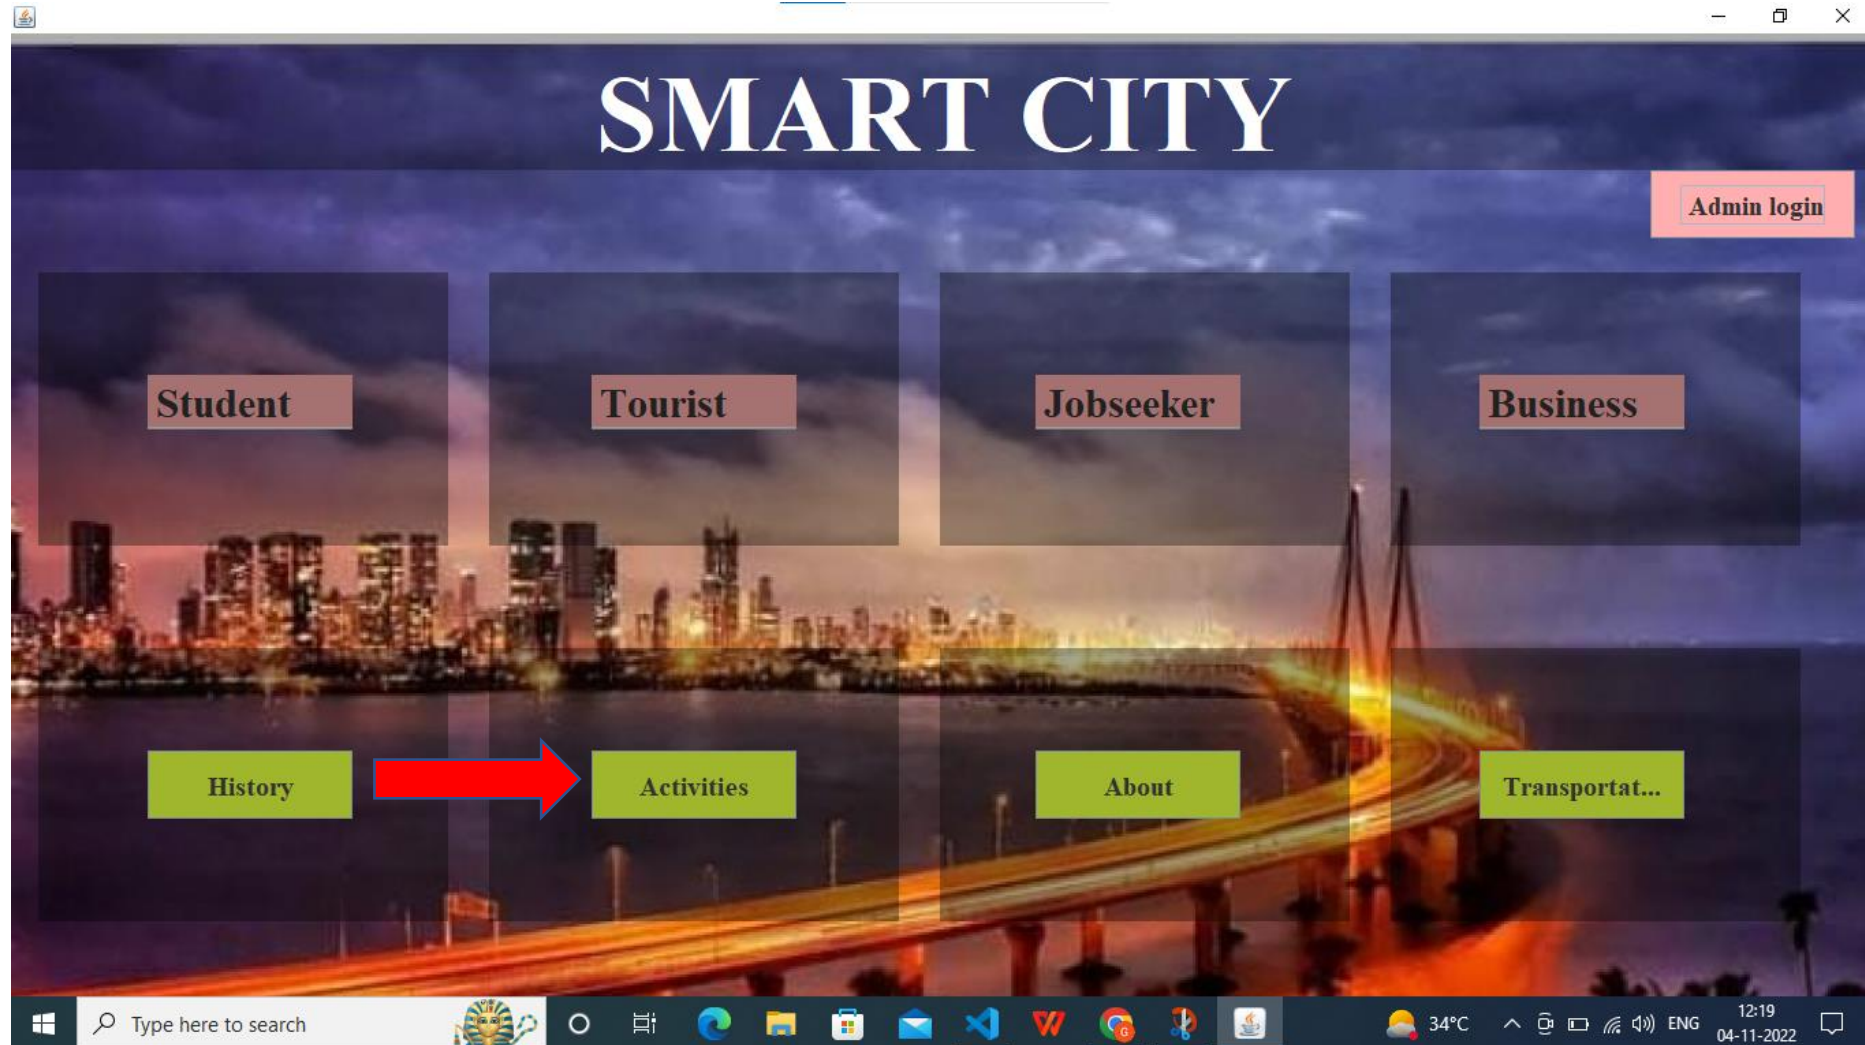 SMART CITY
Admin login
Student
Tourist
Jobseeker
Business
History
Activities
About
Transportat...
Type here to search
34°C
ENG
12:19
04-11-2022